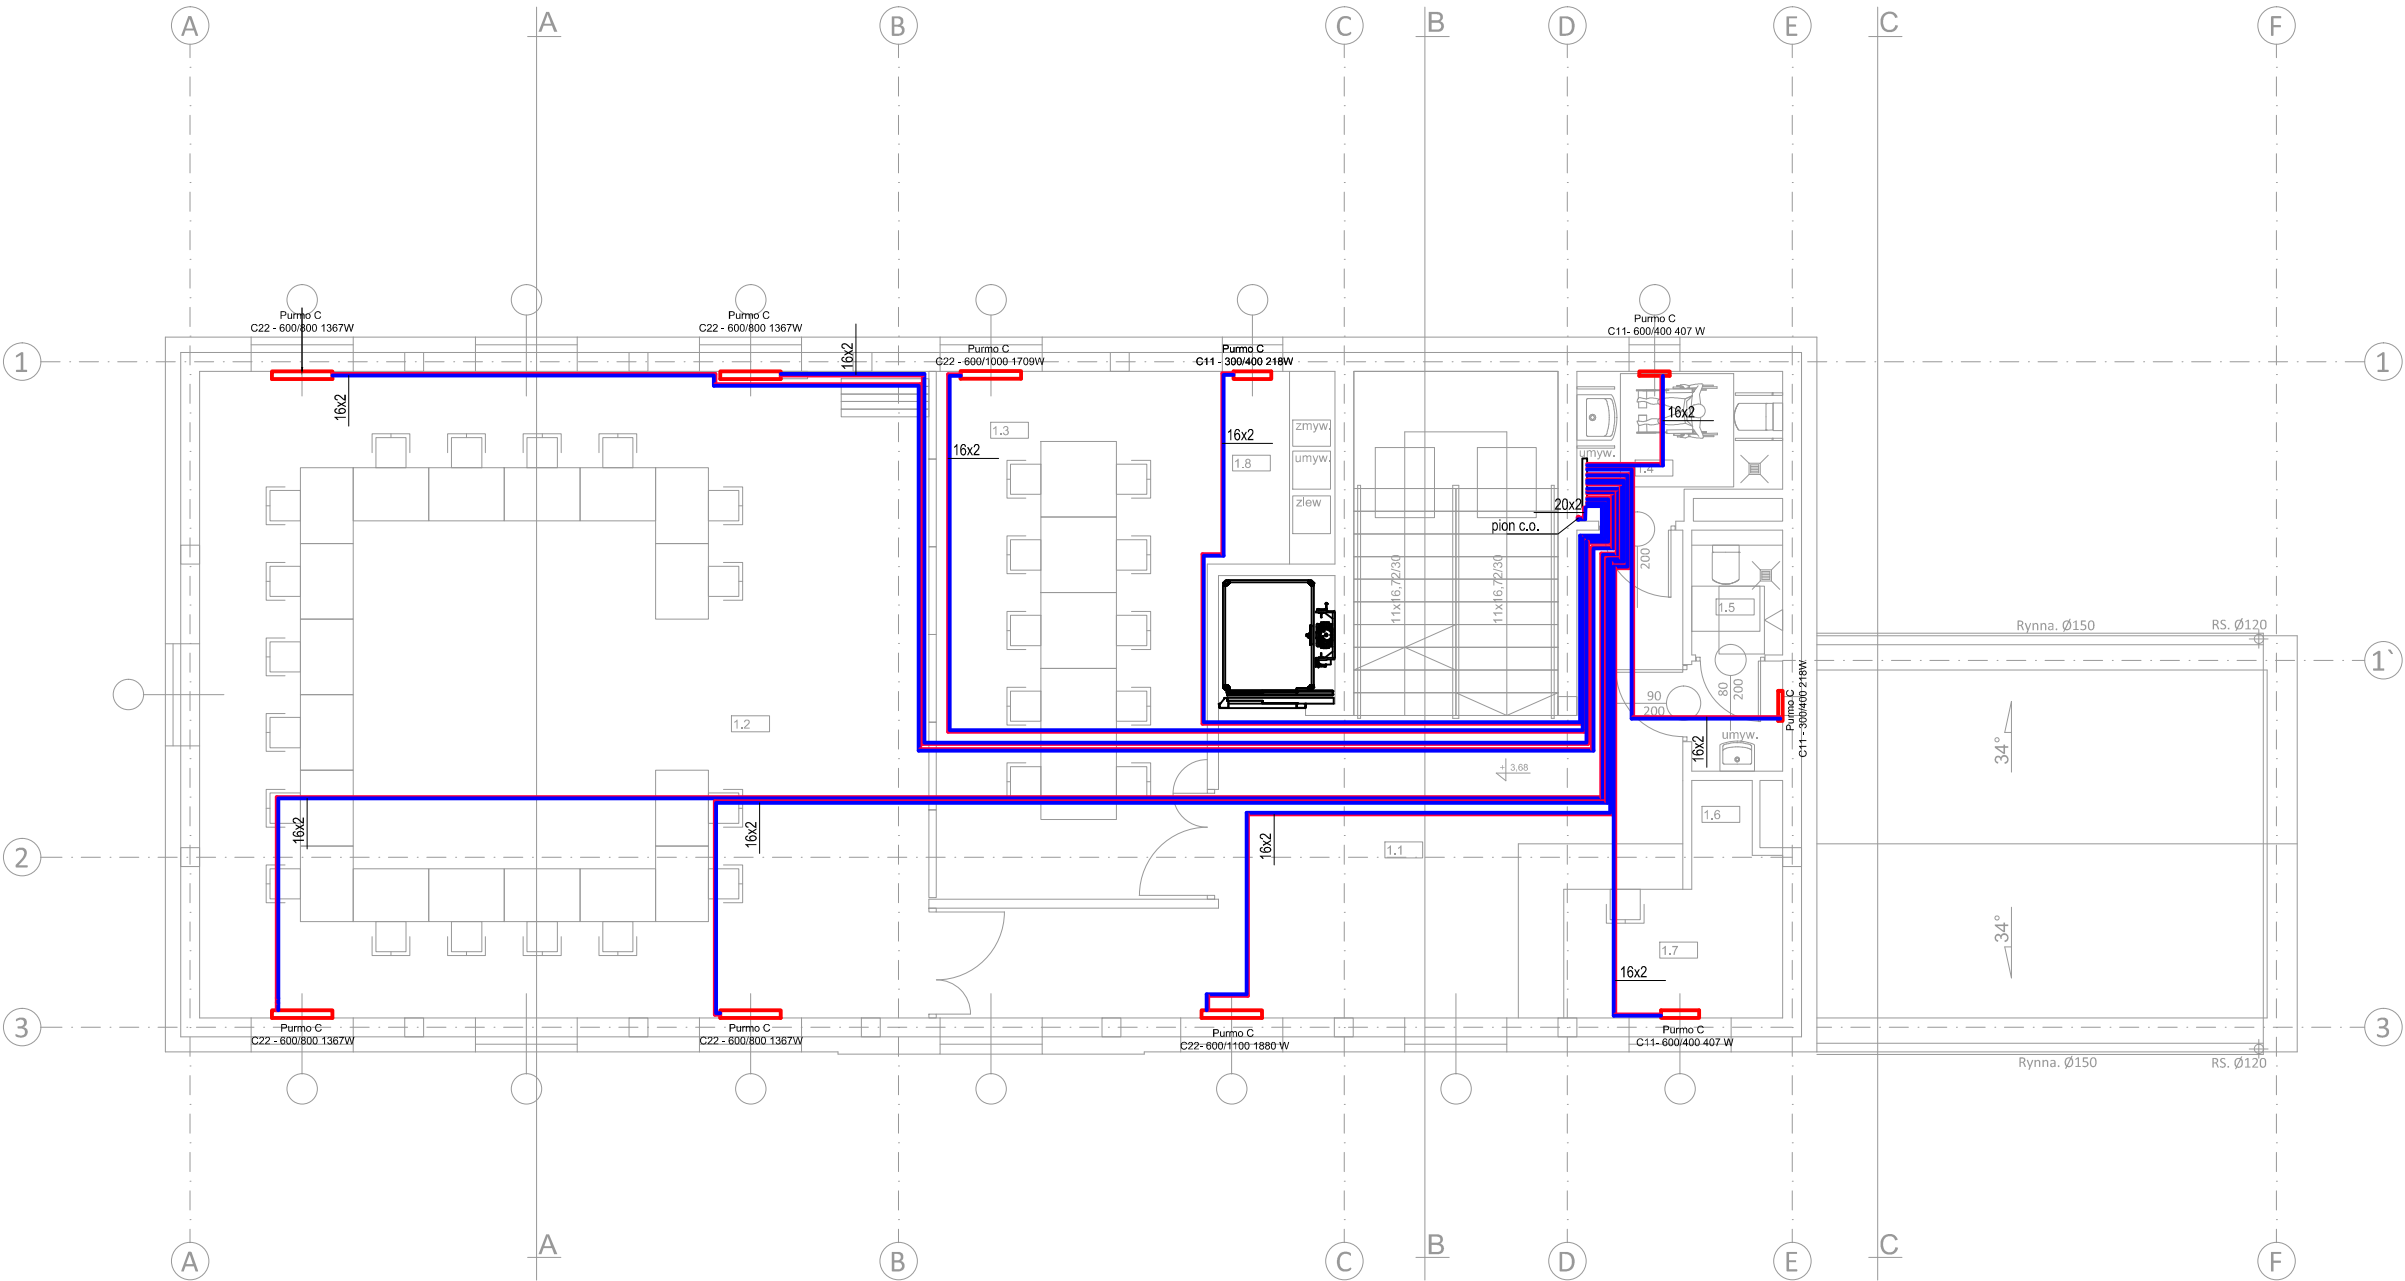 A
A
B
C
B
D
E
C
F
Purmo C
C22 - 600/800 1367W
Purmo C
C22 - 600/800 1367W
16x2
Purmo C
C22 - 600/1000 1709W
Purmo C
C11 - 300/400 218W
Purmo C
C11- 600/400 407 W
1
1
16x2
16x2
1.3
16x2
16x2
1.8
zmyw.
umyw.
zlew
umyw.
1.4
20x2
pion c.o.
200
11x16,72/30
11x16,72/30
1.5
Rynna. Ø150
RS. Ø120
1`
90
200
80
200
Purmo C
C11 - 300/400 218W
1.2
umyw.
16x2
34°
+ 3.68
16x2
16x2
16x2
1.1
1.6
2
2
34°
1.7
16x2
3
3
Purmo C
C22 - 600/800 1367W
Purmo C
C22 - 600/800 1367W
Purmo C
C22- 600/1100 1880 W
Purmo C
C11- 600/400 407 W
Rynna. Ø150
RS. Ø120
A
A
B
C
B
D
E
C
F